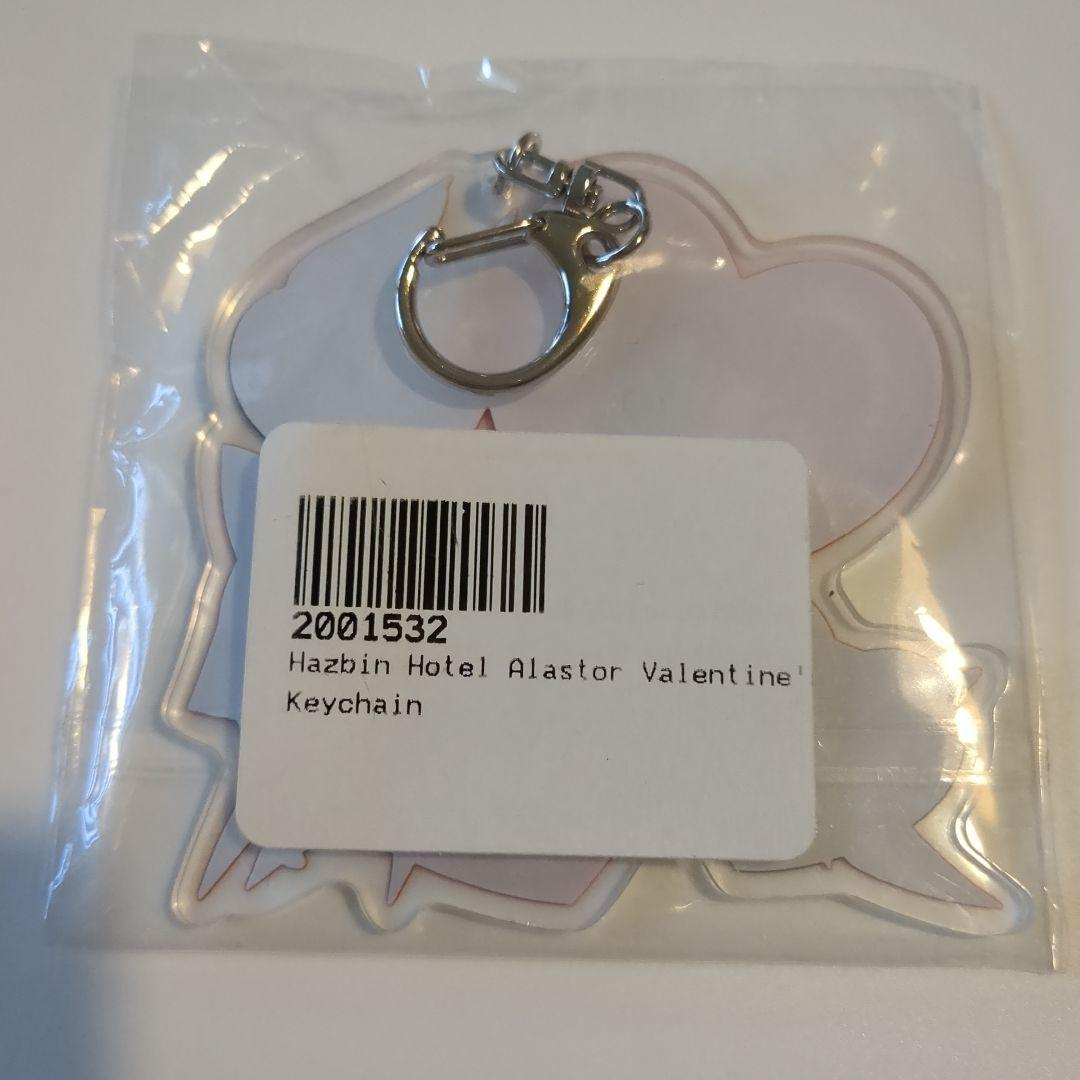 2001532
Hazbin Hotel Alastor Valentine'
Keychain